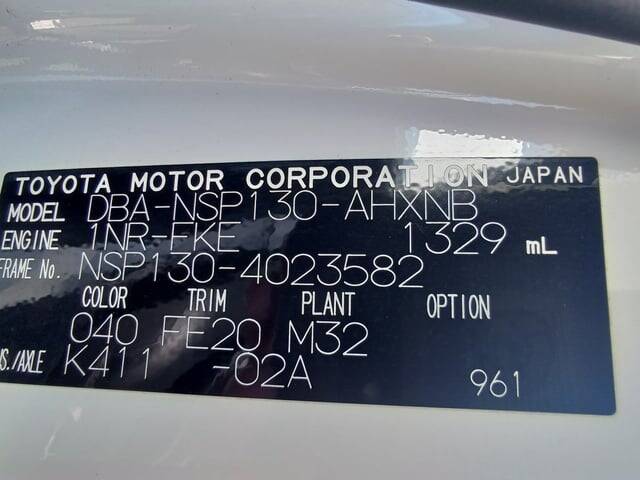 TOYOTA MOTOR CORPORATION JAPAN
MODEL DBA-NSP130-AHXNB
ENGINE 1NR-FKE 1329 mL
FRAME No. NSP130-4023582
COLOR TRIM PLANT OPTION
040 FE20 M32
NS./AXLE K411 -02A 961